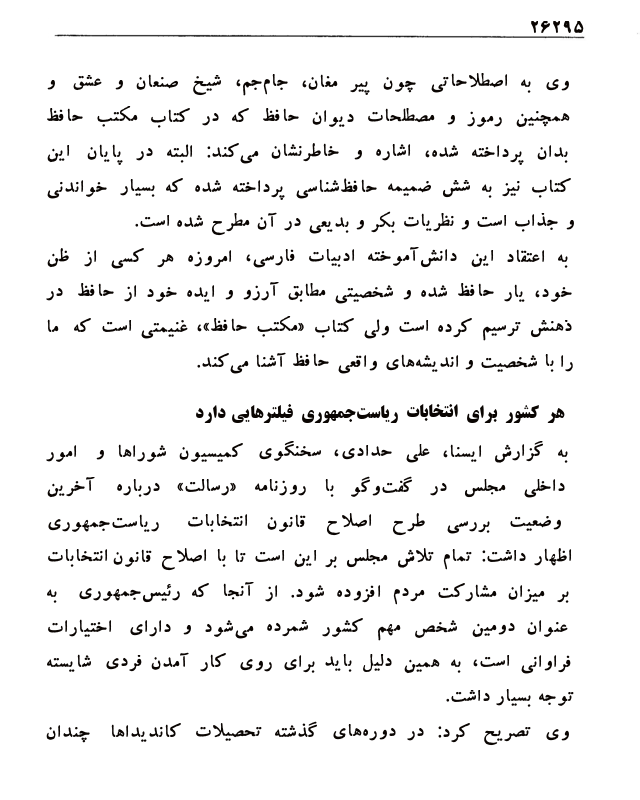 ۲۶۲۹۵
وی به اصطلاحاتی چون پیر مغان، جام‌جم، شیخ صنعان و عشق و
همچنین رموز و مصطلحات دیوان حافظ که در کتاب مکتب حافظ
بدان پرداخته شده، اشاره و خاطرنشان می‌کند: البته در پایان این
کتاب نیز به شش ضمیمه حافظ‌شناسی پرداخته شده که بسیار خواندنی
و جذاب است و نظریات بکر و بدیعی در آن مطرح شده است.
به اعتقاد این دانش‌آموخته ادبیات فارسی، امروزه هر کسی از ظن
خود، یار حافظ شده و شخصیتی مطابق آرزو و ایده خود از حافظ در
ذهنش ترسیم کرده است ولی کتاب «مکتب حافظ»، غنیمتی است که ما
را با شخصیت و اندیشه‌های واقعی حافظ آشنا می‌کند.
هر کشور برای انتخابات ریاست‌جمهوری فیلترهایی دارد
به گزارش ایسنا، علی حدادی، سخنگوی کمیسیون شوراها و امور
داخلی مجلس در گفت‌وگو با روزنامه «رسالت» درباره آخرین
وضعیت بررسی طرح اصلاح قانون انتخابات ریاست‌جمهوری
اظهار داشت: تمام تلاش مجلس بر این است تا با اصلاح قانون انتخابات
بر میزان مشارکت مردم افزوده شود. از آنجا که رئیس‌جمهوری به
عنوان دومین شخص مهم کشور شمرده می‌شود و دارای اختیارات
فراوانی است، به همین دلیل باید برای روی کار آمدن فردی شایسته
توجه بسیار داشت.
وی تصریح کرد: در دوره‌های گذشته تحصیلات کاندیداها چندان